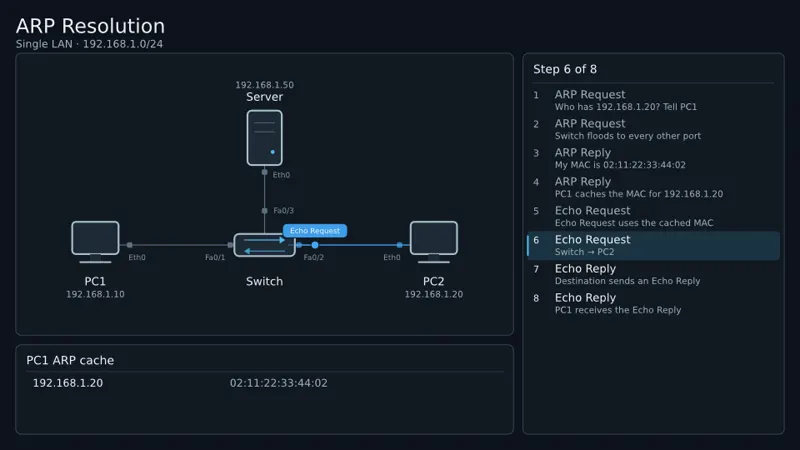 ARP Resolution
Single LAN · 192.168.1.0/24
192.168.1.50
Server
Eth0
Fa0/3
Echo Request
Eth0
Fa0/1
Fa0/2
Eth0
PC1
192.168.1.10
Switch
PC2
192.168.1.20
PC1 ARP cache
192.168.1.20 02:11:22:33:44:02
Step 6 of 8
1 ARP Request
Who has 192.168.1.20? Tell PC1
2 ARP Request
Switch floods to every other port
3 ARP Reply
My MAC is 02:11:22:33:44:02
4 ARP Reply
PC1 caches the MAC for 192.168.1.20
5 Echo Request
Echo Request uses the cached MAC
6 Echo Request
Switch → PC2
7 Echo Reply
Destination sends an Echo Reply
8 Echo Reply
PC1 receives the Echo Reply